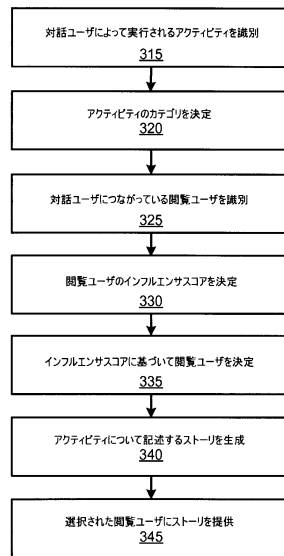 対話ユーザによって実行されるアクティビティを識別
315
アクティビティのカテゴリを決定
320
対話ユーザにつながっている閲覧ユーザを識別
325
閲覧ユーザのインフルエンサスコアを決定
330
インフルエンサスコアに基づいて閲覧ユーザを決定
335
アクティビティについて記述するストーリを生成
340
選択された閲覧ユーザにストーリを提供
345